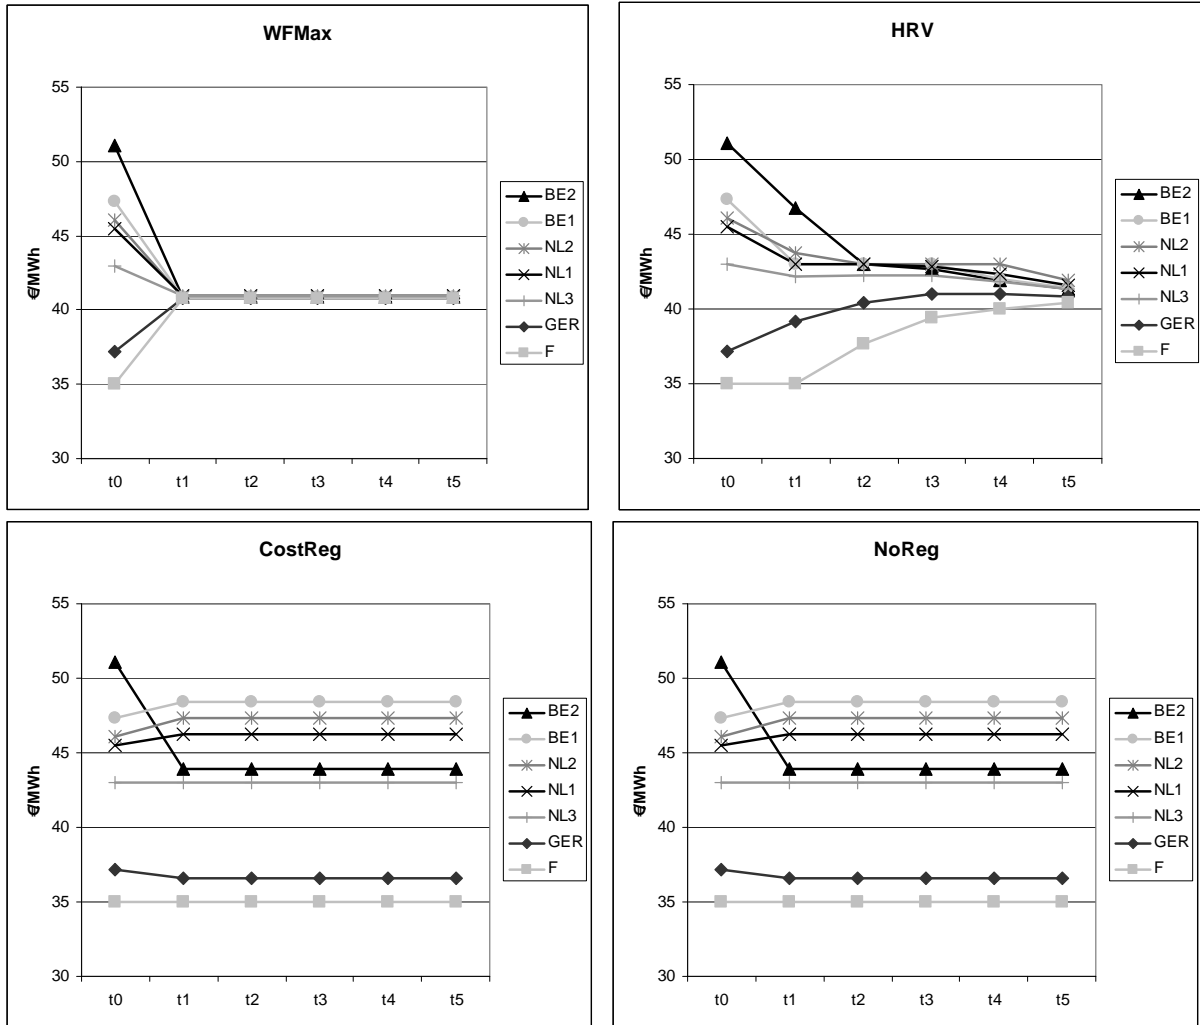 WFMax
55
50
45
40
35
30
€/MWh
t0 t1 t2 t3 t4 t5
BE2
BE1
NL2
NL1
NL3
GER
F
HRV
55
50
45
40
35
30
€/MWh
t0 t1 t2 t3 t4 t5
BE2
BE1
NL2
NL1
NL3
GER
F
CostReg
55
50
45
40
35
30
€/MWh
t0 t1 t2 t3 t4 t5
BE2
BE1
NL2
NL1
NL3
GER
F
NoReg
55
50
45
40
35
30
€/MWh
t0 t1 t2 t3 t4 t5
BE2
BE1
NL2
NL1
NL3
GER
F